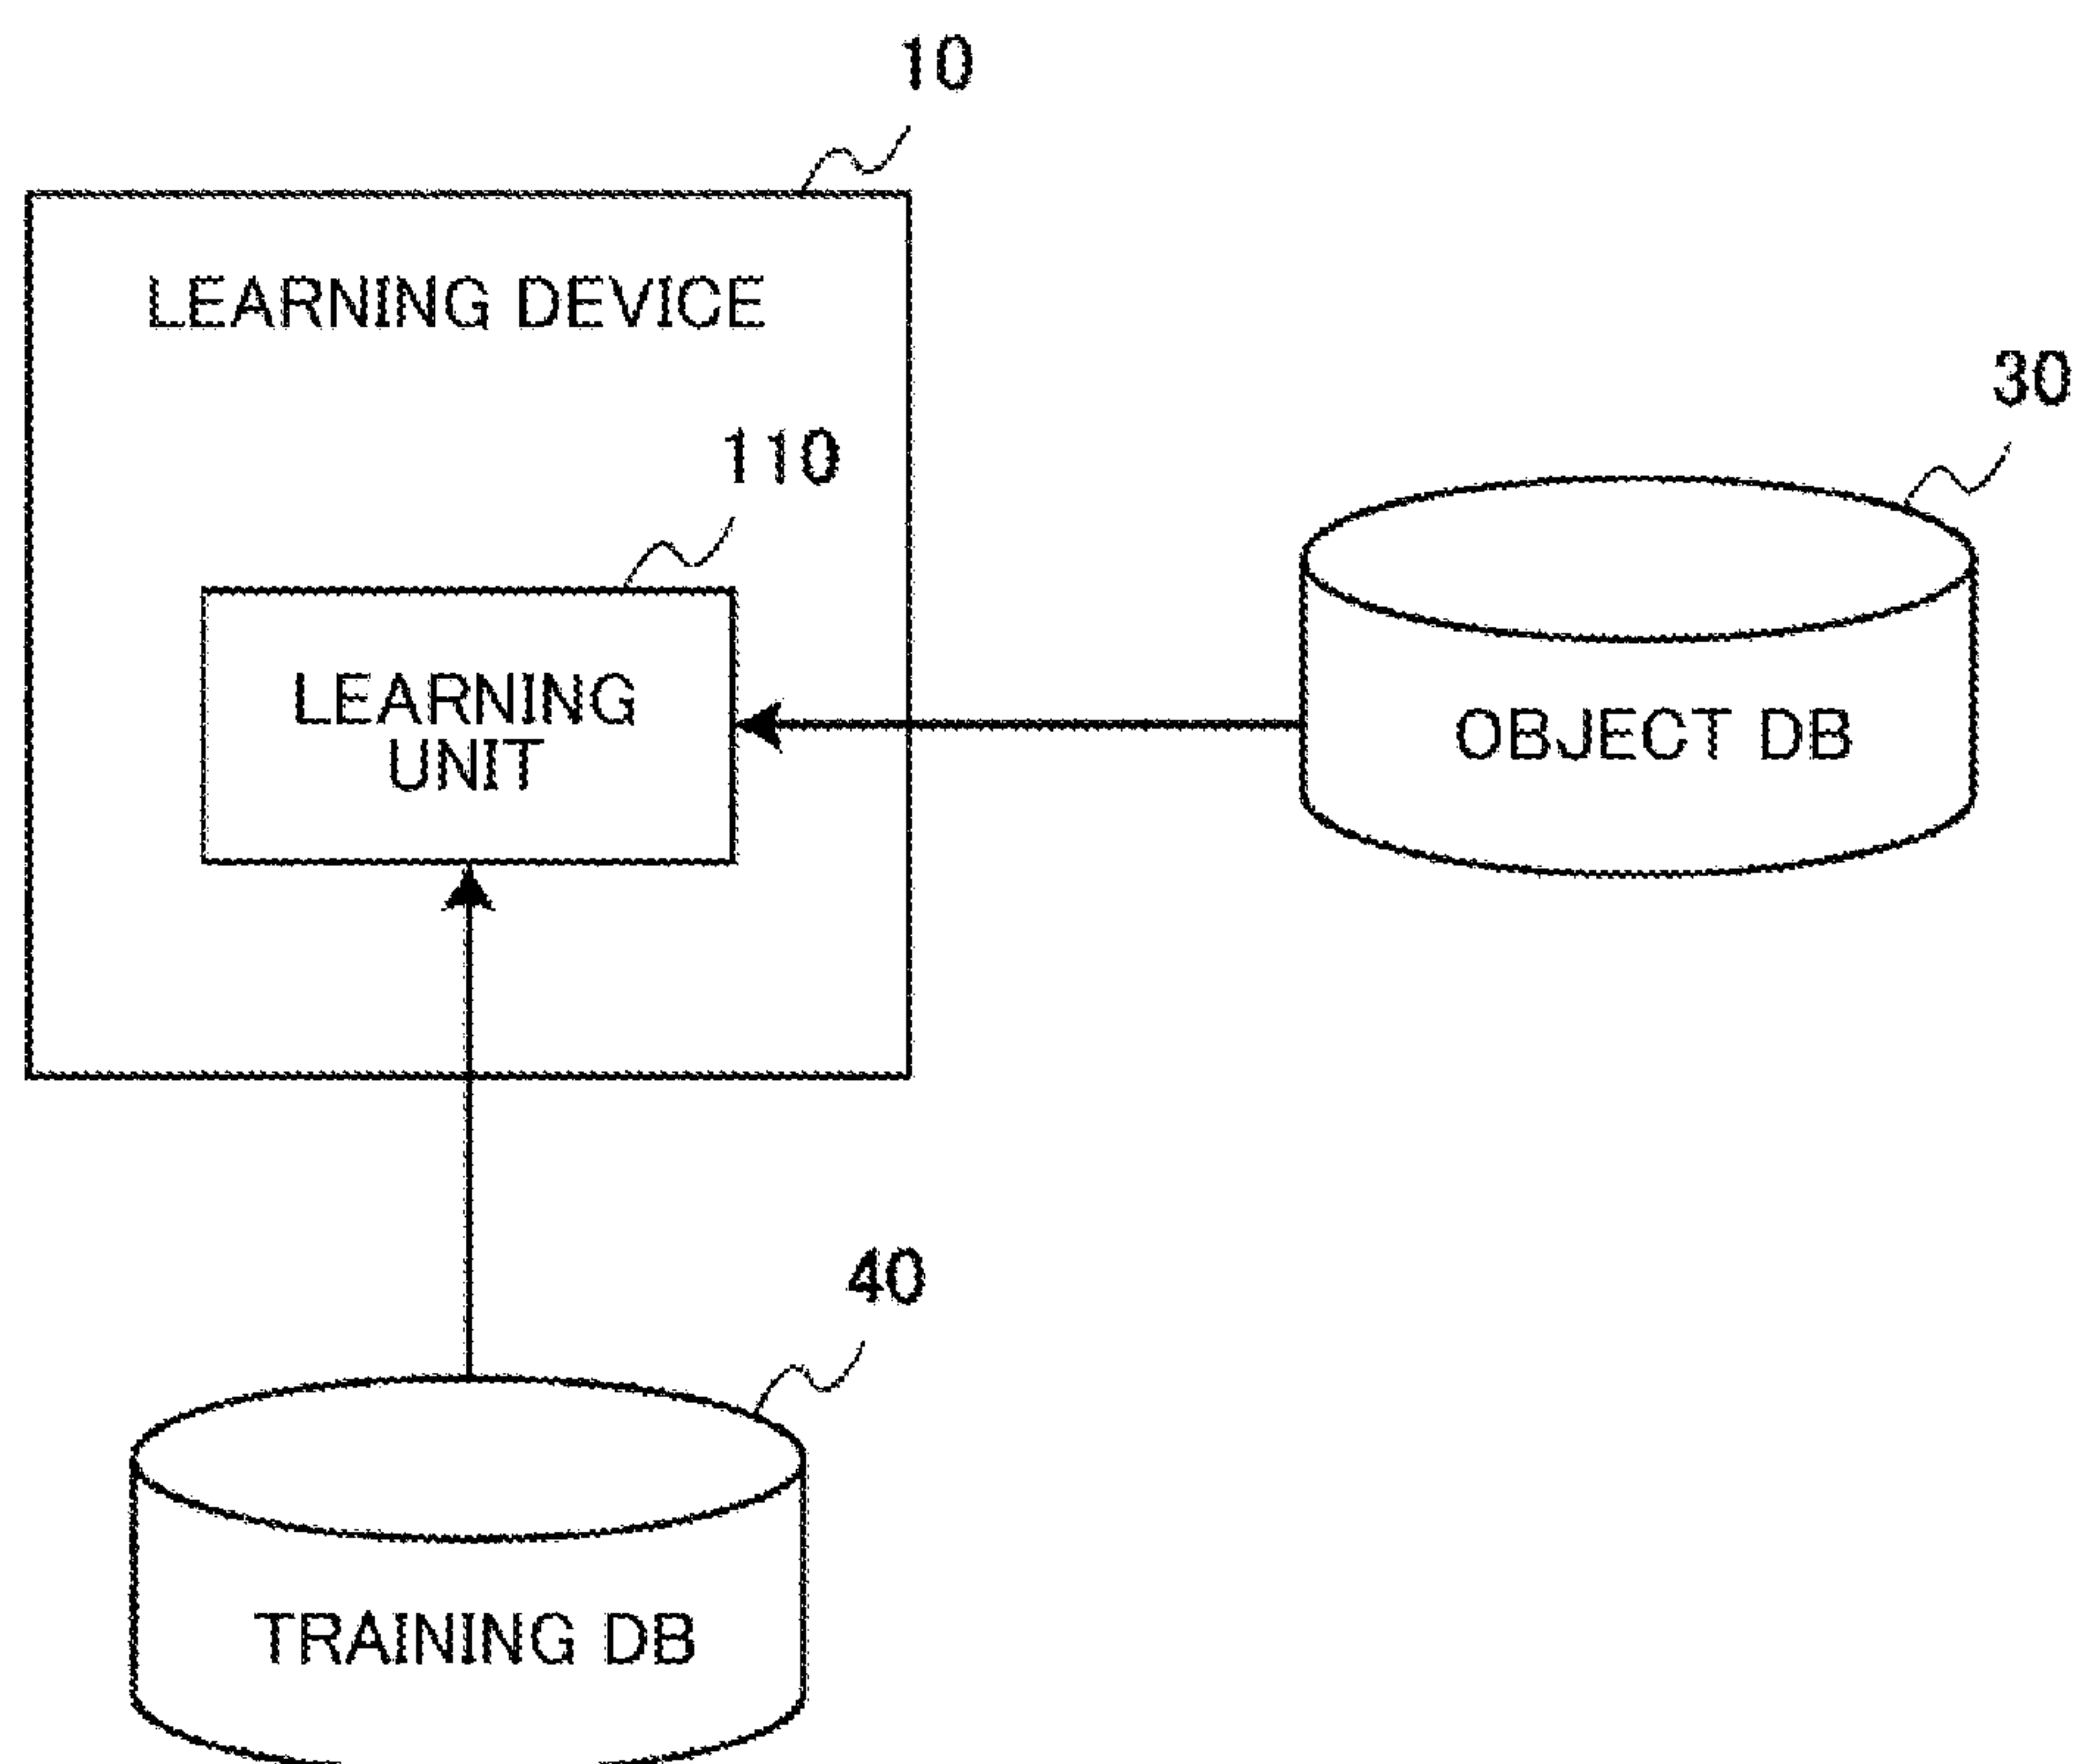 10
LEARNING DEVICE
110
30
LEARNING
UNIT
OBJECT DB
40
TRAINING DB